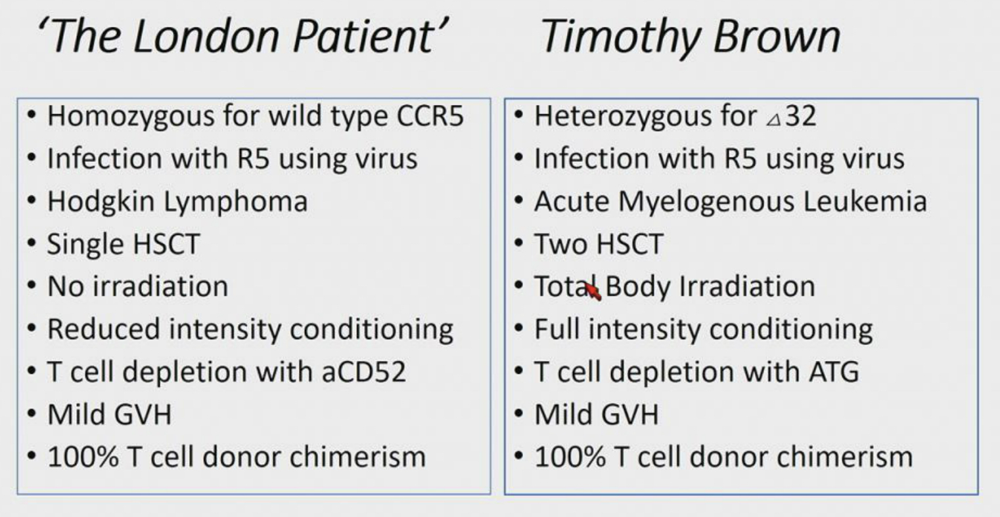 ‘The London Patient’
Timothy Brown
• Homozygous for wild type CCR5
• Infection with R5 using virus
• Hodgkin Lymphoma
• Single HSCT
• No irradiation
• Reduced intensity conditioning
• T cell depletion with aCD52
• Mild GVH
• 100% T cell donor chimerism
• Heterozygous for △32
• Infection with R5 using virus
• Acute Myelogenous Leukemia
• Two HSCT
• Total Body Irradiation
• Full intensity conditioning
• T cell depletion with ATG
• Mild GVH
• 100% T cell donor chimerism